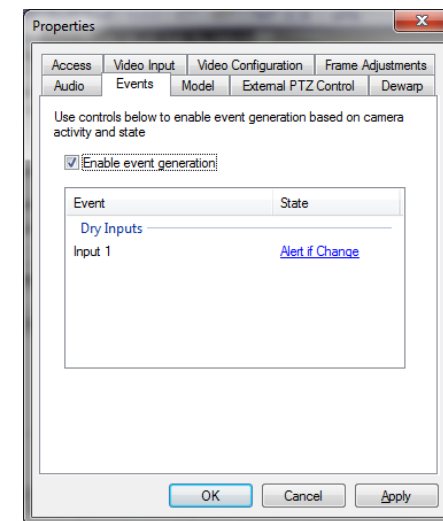 Properties
Access Video Input Video Configuration Frame Adjustments
Audio Events Model External PTZ Control Dewarp
Use controls below to enable event generation based on camera
activity and state
Enable event generation
Event State
Dry Inputs
Input 1 Alert if Change
OK Cancel Apply